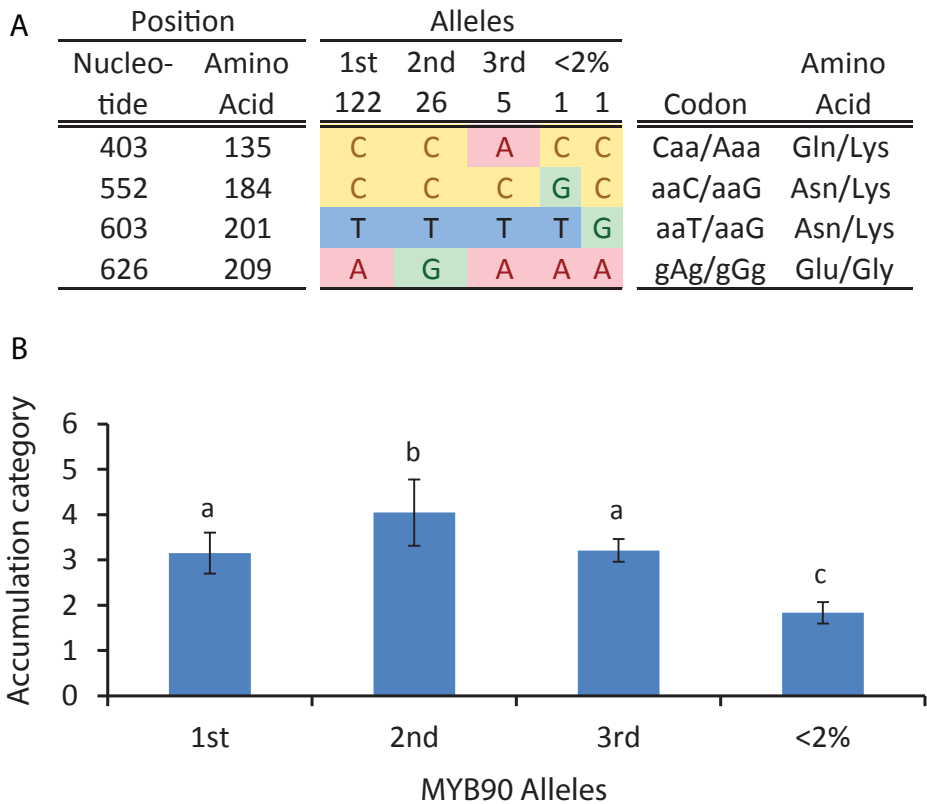 A
Position Alleles
Nucleo- Amino 1st 2nd 3rd <2% Amino
tide Acid 122 26 5 1 1 Codon Acid
403 135 C C A C C Caa/Aaa Gln/Lys
552 184 C C C G C aaC/aaG Asn/Lys
603 201 T T T T G aaT/aaG Asn/Lys
626 209 A G A A A gAg/gGg Glu/Gly
B
Accumulation category
6
5
4
3
2
1
0
a
b
a
c
1st 2nd 3rd <2%
MYB90 Alleles